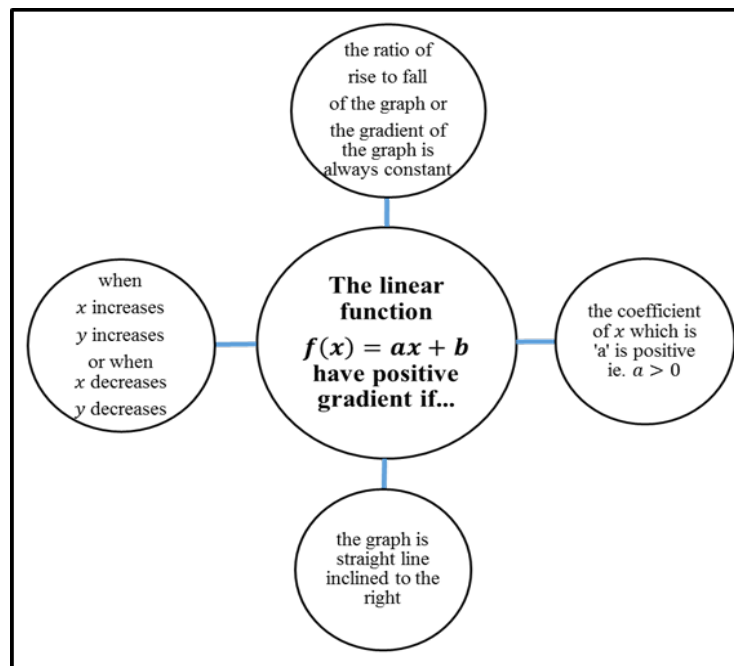 the ratio of
rise to fall
of the graph or
the gradient of
the graph is
always constant
when
x increases
y increases
or when
x decreases
y decreases
The linear
function
f(x) = ax + b
have positive
gradient if...
the coefficient
of x which is
'a' is positive
ie. a > 0
the graph is
straight line
inclined to the
right